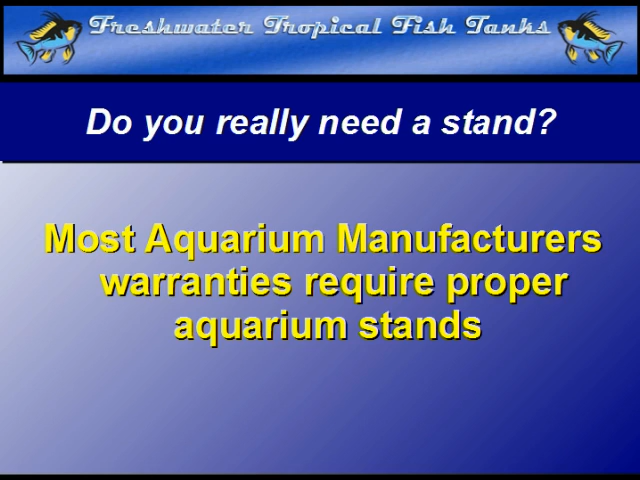 Freshwater Tropical Fish Tanks
Do you really need a stand?
Most Aquarium Manufacturers
warranties require proper
aquarium stands